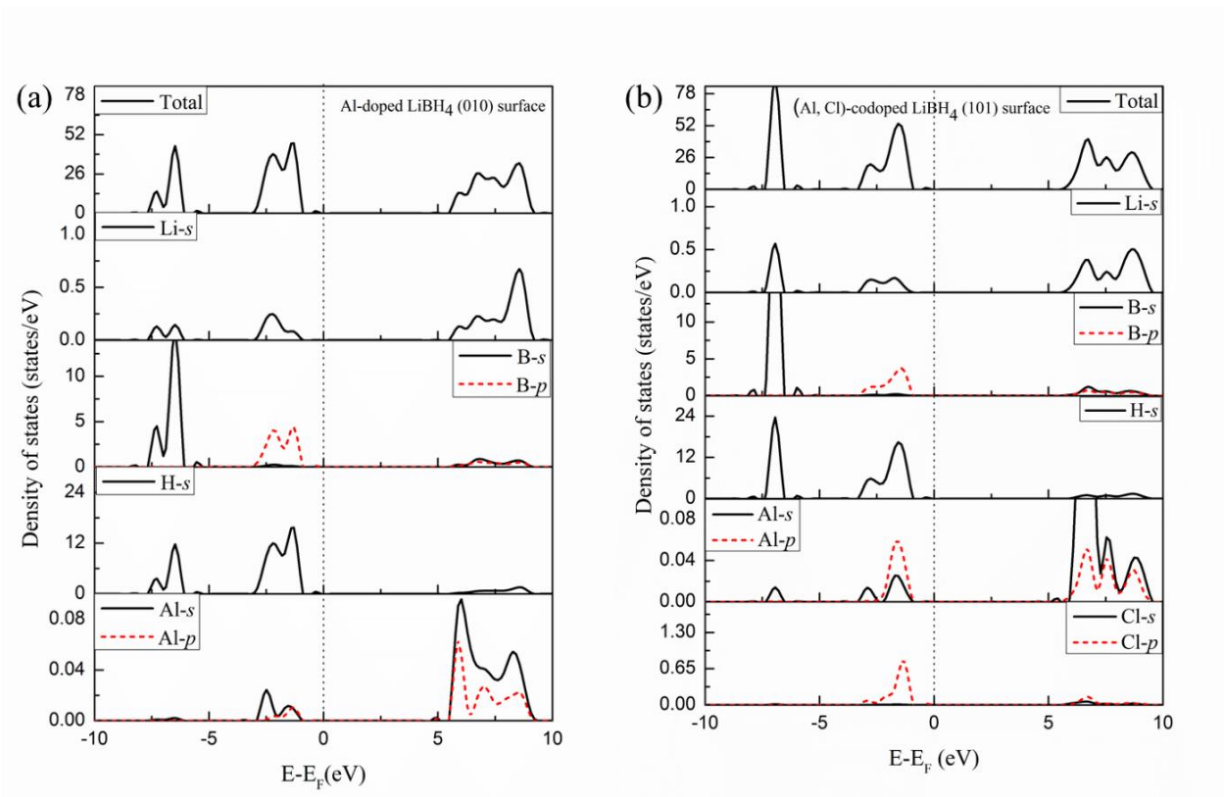 (a)
78
52
26
0
Total
Al-doped LiBH4 (010) surface
1.0
0.5
0.0
Li-s
10
5
0
B-s
B-p
24
12
0
H-s
0.08
0.04
0.00
Al-s
Al-p
-10
-5
0
5
10
Density of states (states/eV)
E-EF(eV)
(b)
78
52
26
0
(Al, Cl)-codoped LiBH4 (101) surface
Total
1.0
0.5
0.0
Li-s
10
5
0
B-s
B-p
24
12
0
H-s
0.08
0.04
0.00
Al-s
Al-p
1.30
0.65
0.00
Cl-s
Cl-p
-10
-5
0
5
10
Density of states (states/eV)
E-EF (eV)